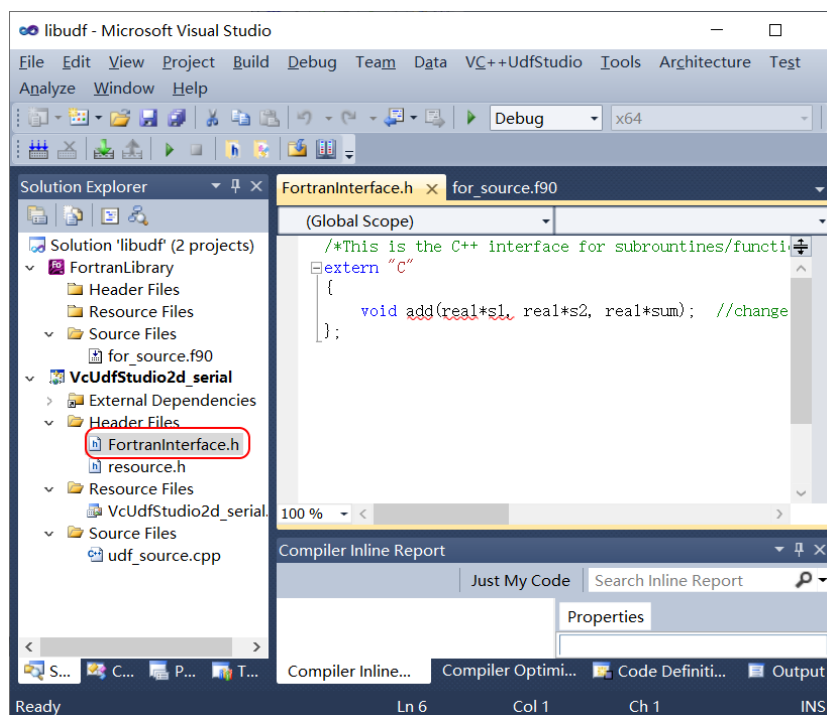 libudf - Microsoft Visual Studio
File Edit View Project Build Debug Team Data VC++UdfStudio Tools Architecture Test
Analyze Window Help
Debug x64
Solution Explorer
FortranInterface.h for_source.f90
(Global Scope)
Solution 'libudf' (2 projects)
FortranLibrary
Header Files
Resource Files
Source Files
for_source.f90
VcUdfStudio2d_serial
External Dependencies
Header Files
FortranInterface.h
resource.h
Resource Files
VcUdfStudio2d_serial.
Source Files
udf_source.cpp
/*This is the C++ interface for subrountines/functi
extern "C"
{
void add(real*s1, real*s2, real*sum); //change
};
100 %
Compiler Inline Report
Just My Code Search Inline Report
Properties
S... C... P... T... Compiler Inline... Compiler Optimi... Code Definiti... Output
Ready Ln 6 Col 1 Ch 1 INS